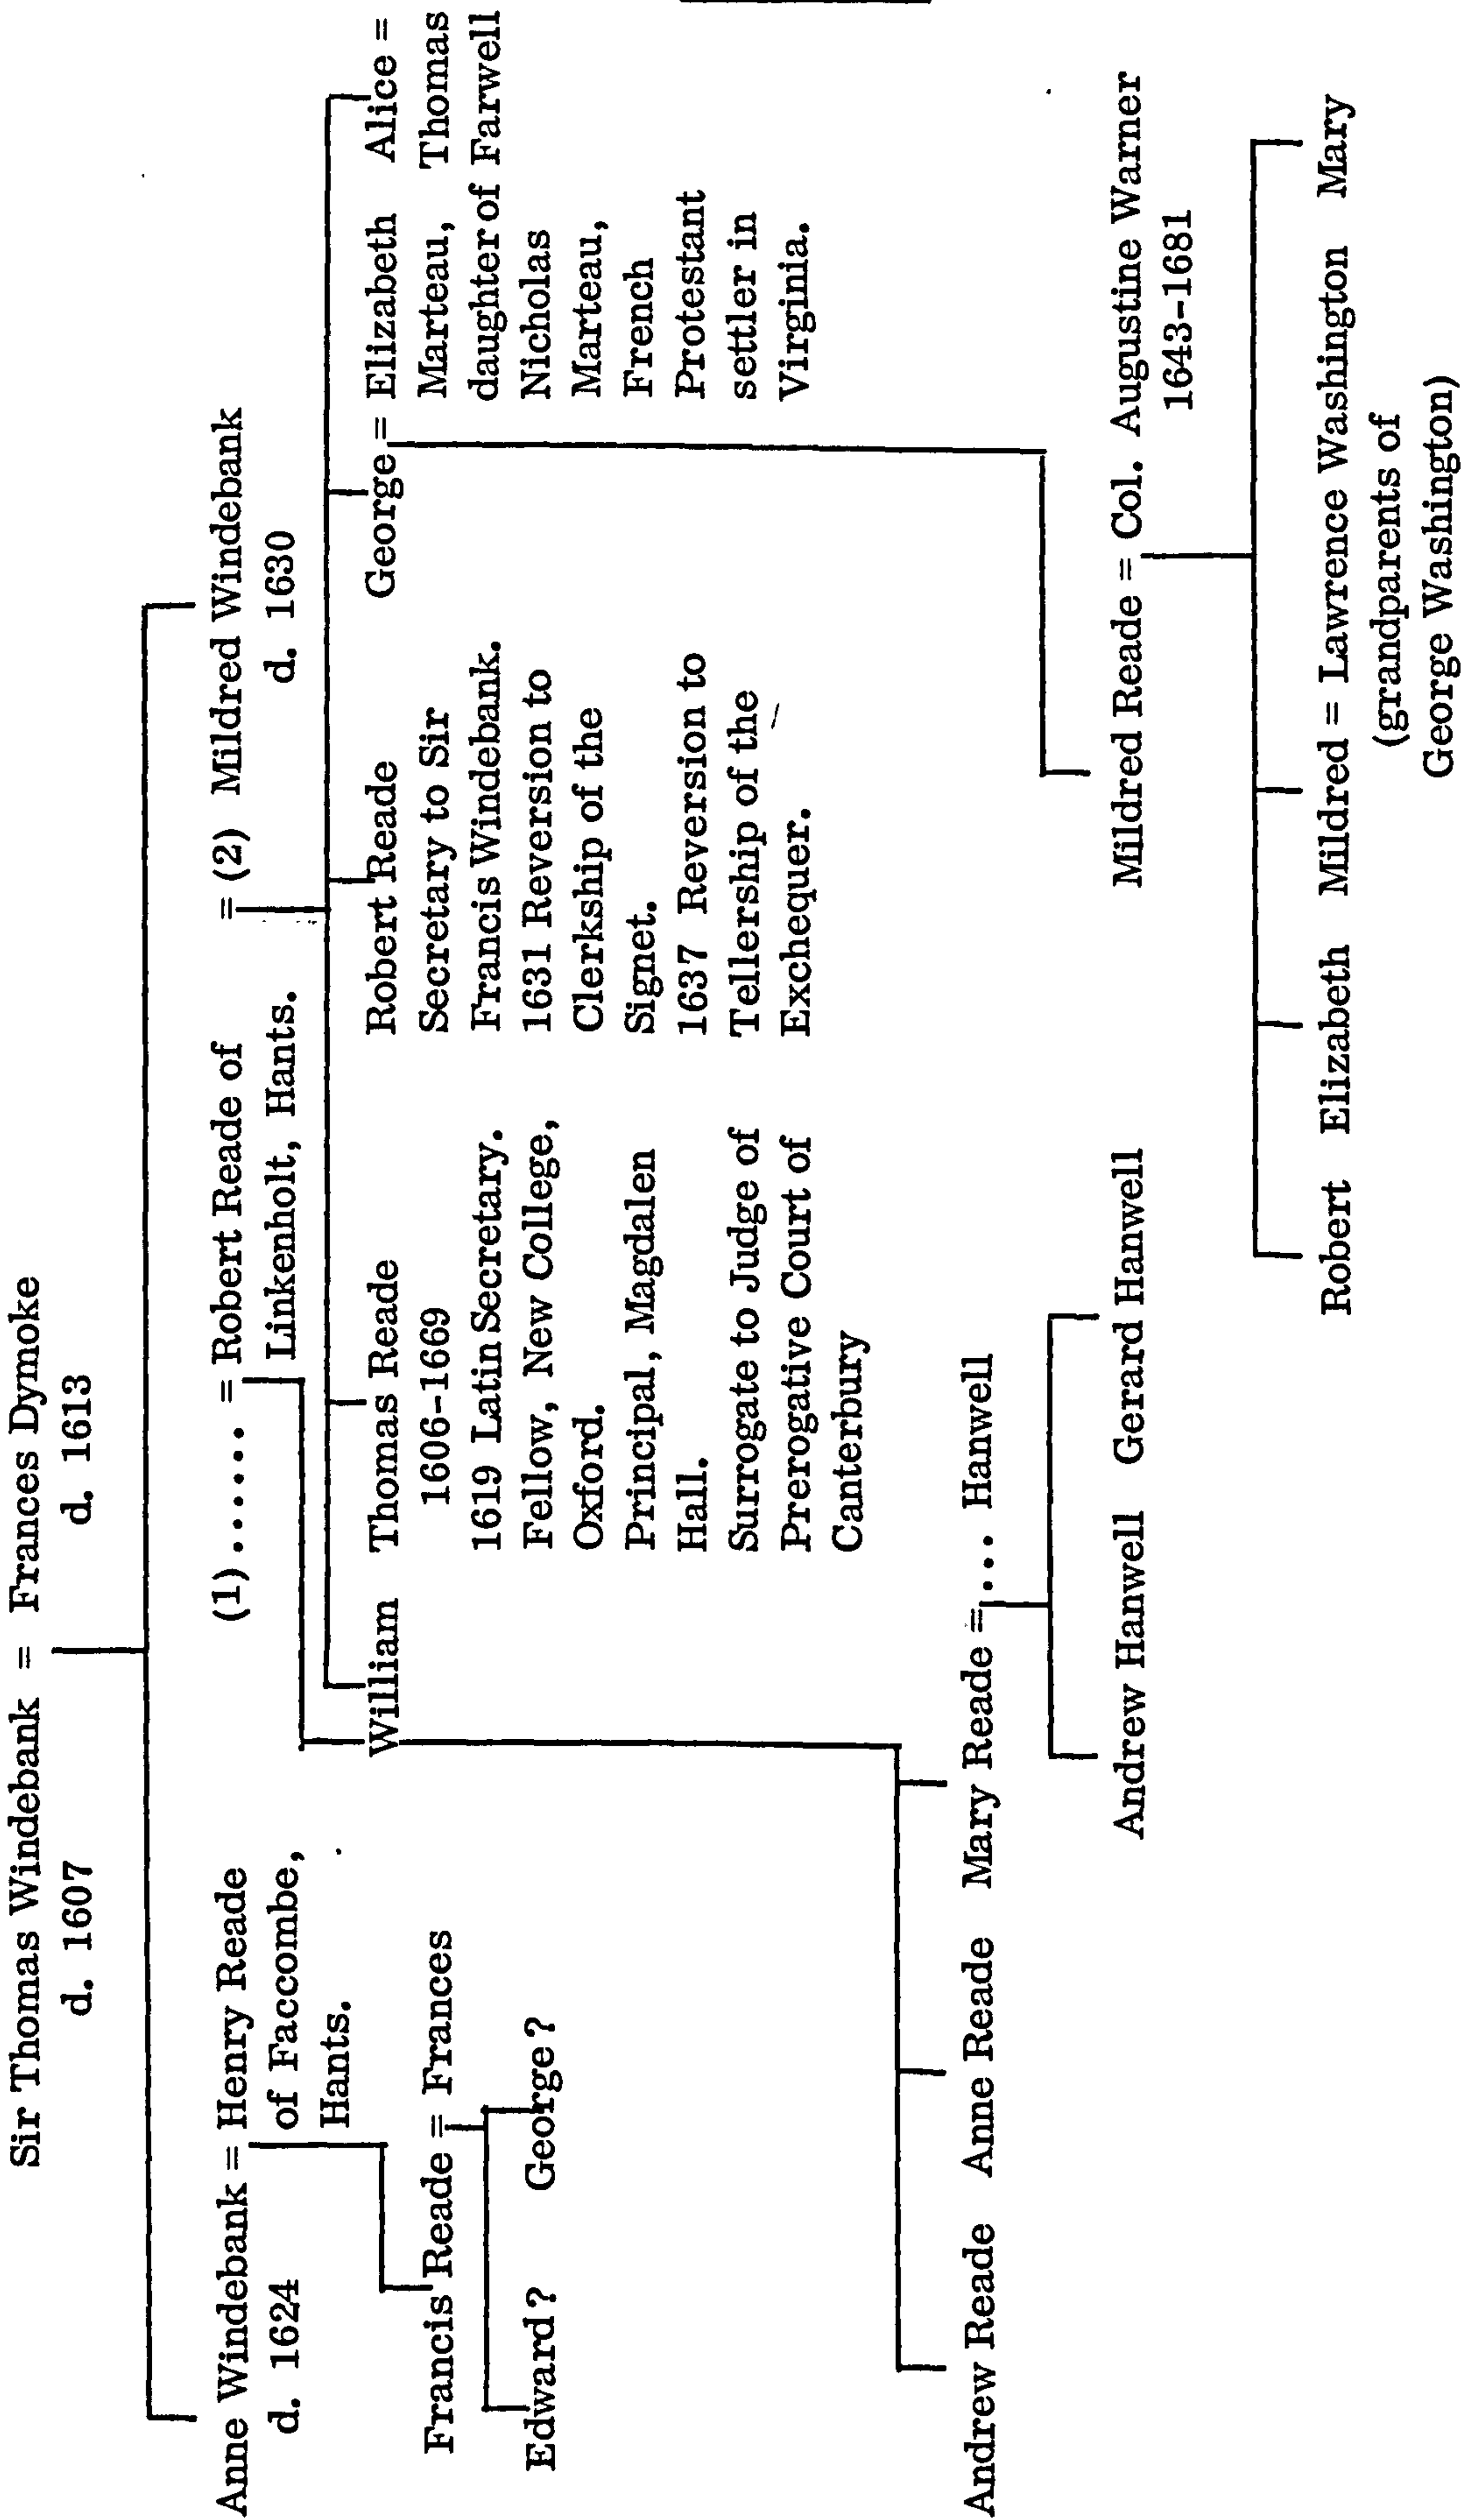 Sir Thomas Windebank = Frances Dymoke
d. 1607
d. 1613
Anne Windebank = Henry Reade
d. 1624
of Faccombe,
Hants.
(1) ...... = Robert Reade of
Linkenholt, Hants.
= (2) Mildred Windebank
d. 1630
Francis Reade = Frances
Edward? George?
William
Thomas Reade
1606-1669
1619 Latin Secretary.
Fellow, New College,
Oxford.
Principal, Magdalen
Hall.
Surrogate to Judge of
Prerogative Court of
Canterbury
Robert Reade
Secretary to Sir
Francis Windebank.
1631 Reversion to
Clerkship of the
Signet.
1637 Reversion to
Tellership of the
Exchequer.
George = Elizabeth
Marteau,
daughter of
Nicholas
Marteau,
French
Protestant
settler in
Virginia.
Alice =
Thomas
Farwell
Andrew Reade Anne Reade Mary Reade = ... Hanwell
Andrew Hanwell Gerard Hanwell
Mildred Reade = Col. Augustine Warner
1643-1681
Robert Elizabeth Mildred = Lawrence Washington Mary
(grandparents of
George Washington)